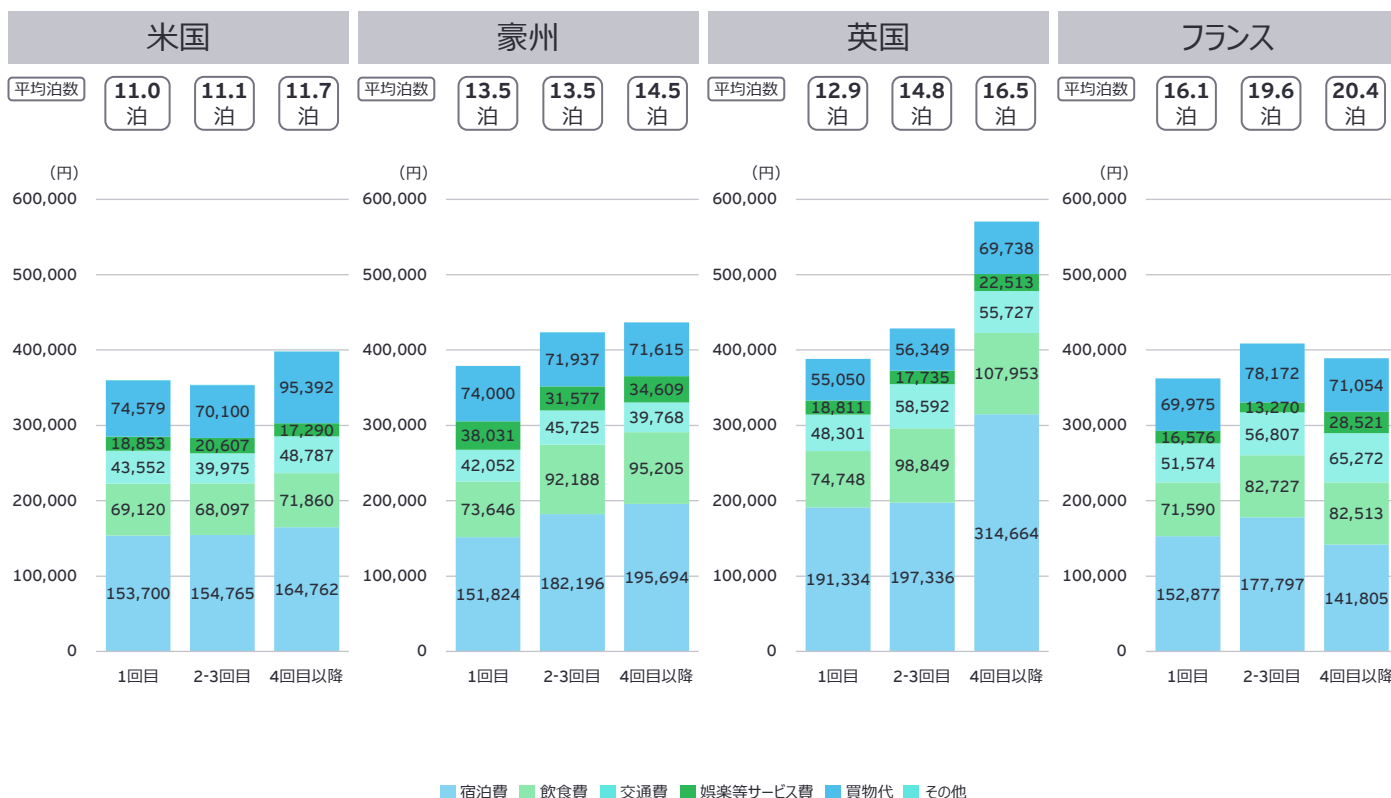 米国
平均泊数
11.0
泊
11.1
泊
11.7
泊
(円)
600,000
500,000
400,000
300,000
200,000
100,000
0
74,579
18,853
43,552
69,120
153,700
70,100
20,607
39,975
68,097
154,765
95,392
17,290
48,787
71,860
164,762
1回目
2-3回目
4回目以降
豪州
平均泊数
13.5
泊
13.5
泊
14.5
泊
(円)
600,000
500,000
400,000
300,000
200,000
100,000
0
74,000
38,031
42,052
73,646
151,824
71,937
31,577
45,725
92,188
182,196
71,615
34,609
39,768
95,205
195,694
1回目
2-3回目
4回目以降
英国
平均泊数
12.9
泊
14.8
泊
16.5
泊
(円)
600,000
500,000
400,000
300,000
200,000
100,000
0
55,050
18,811
48,301
74,748
191,334
56,349
17,735
58,592
98,849
197,336
69,738
22,513
55,727
107,953
314,664
1回目
2-3回目
4回目以降
フランス
平均泊数
16.1
泊
19.6
泊
20.4
泊
(円)
600,000
500,000
400,000
300,000
200,000
100,000
0
69,975
16,576
51,574
71,590
152,877
78,172
13,270
56,807
82,727
177,797
71,054
28,521
65,272
82,513
141,805
1回目
2-3回目
4回目以降
宿泊費 飲食費 交通費 娯楽等サービス費 買物代 その他